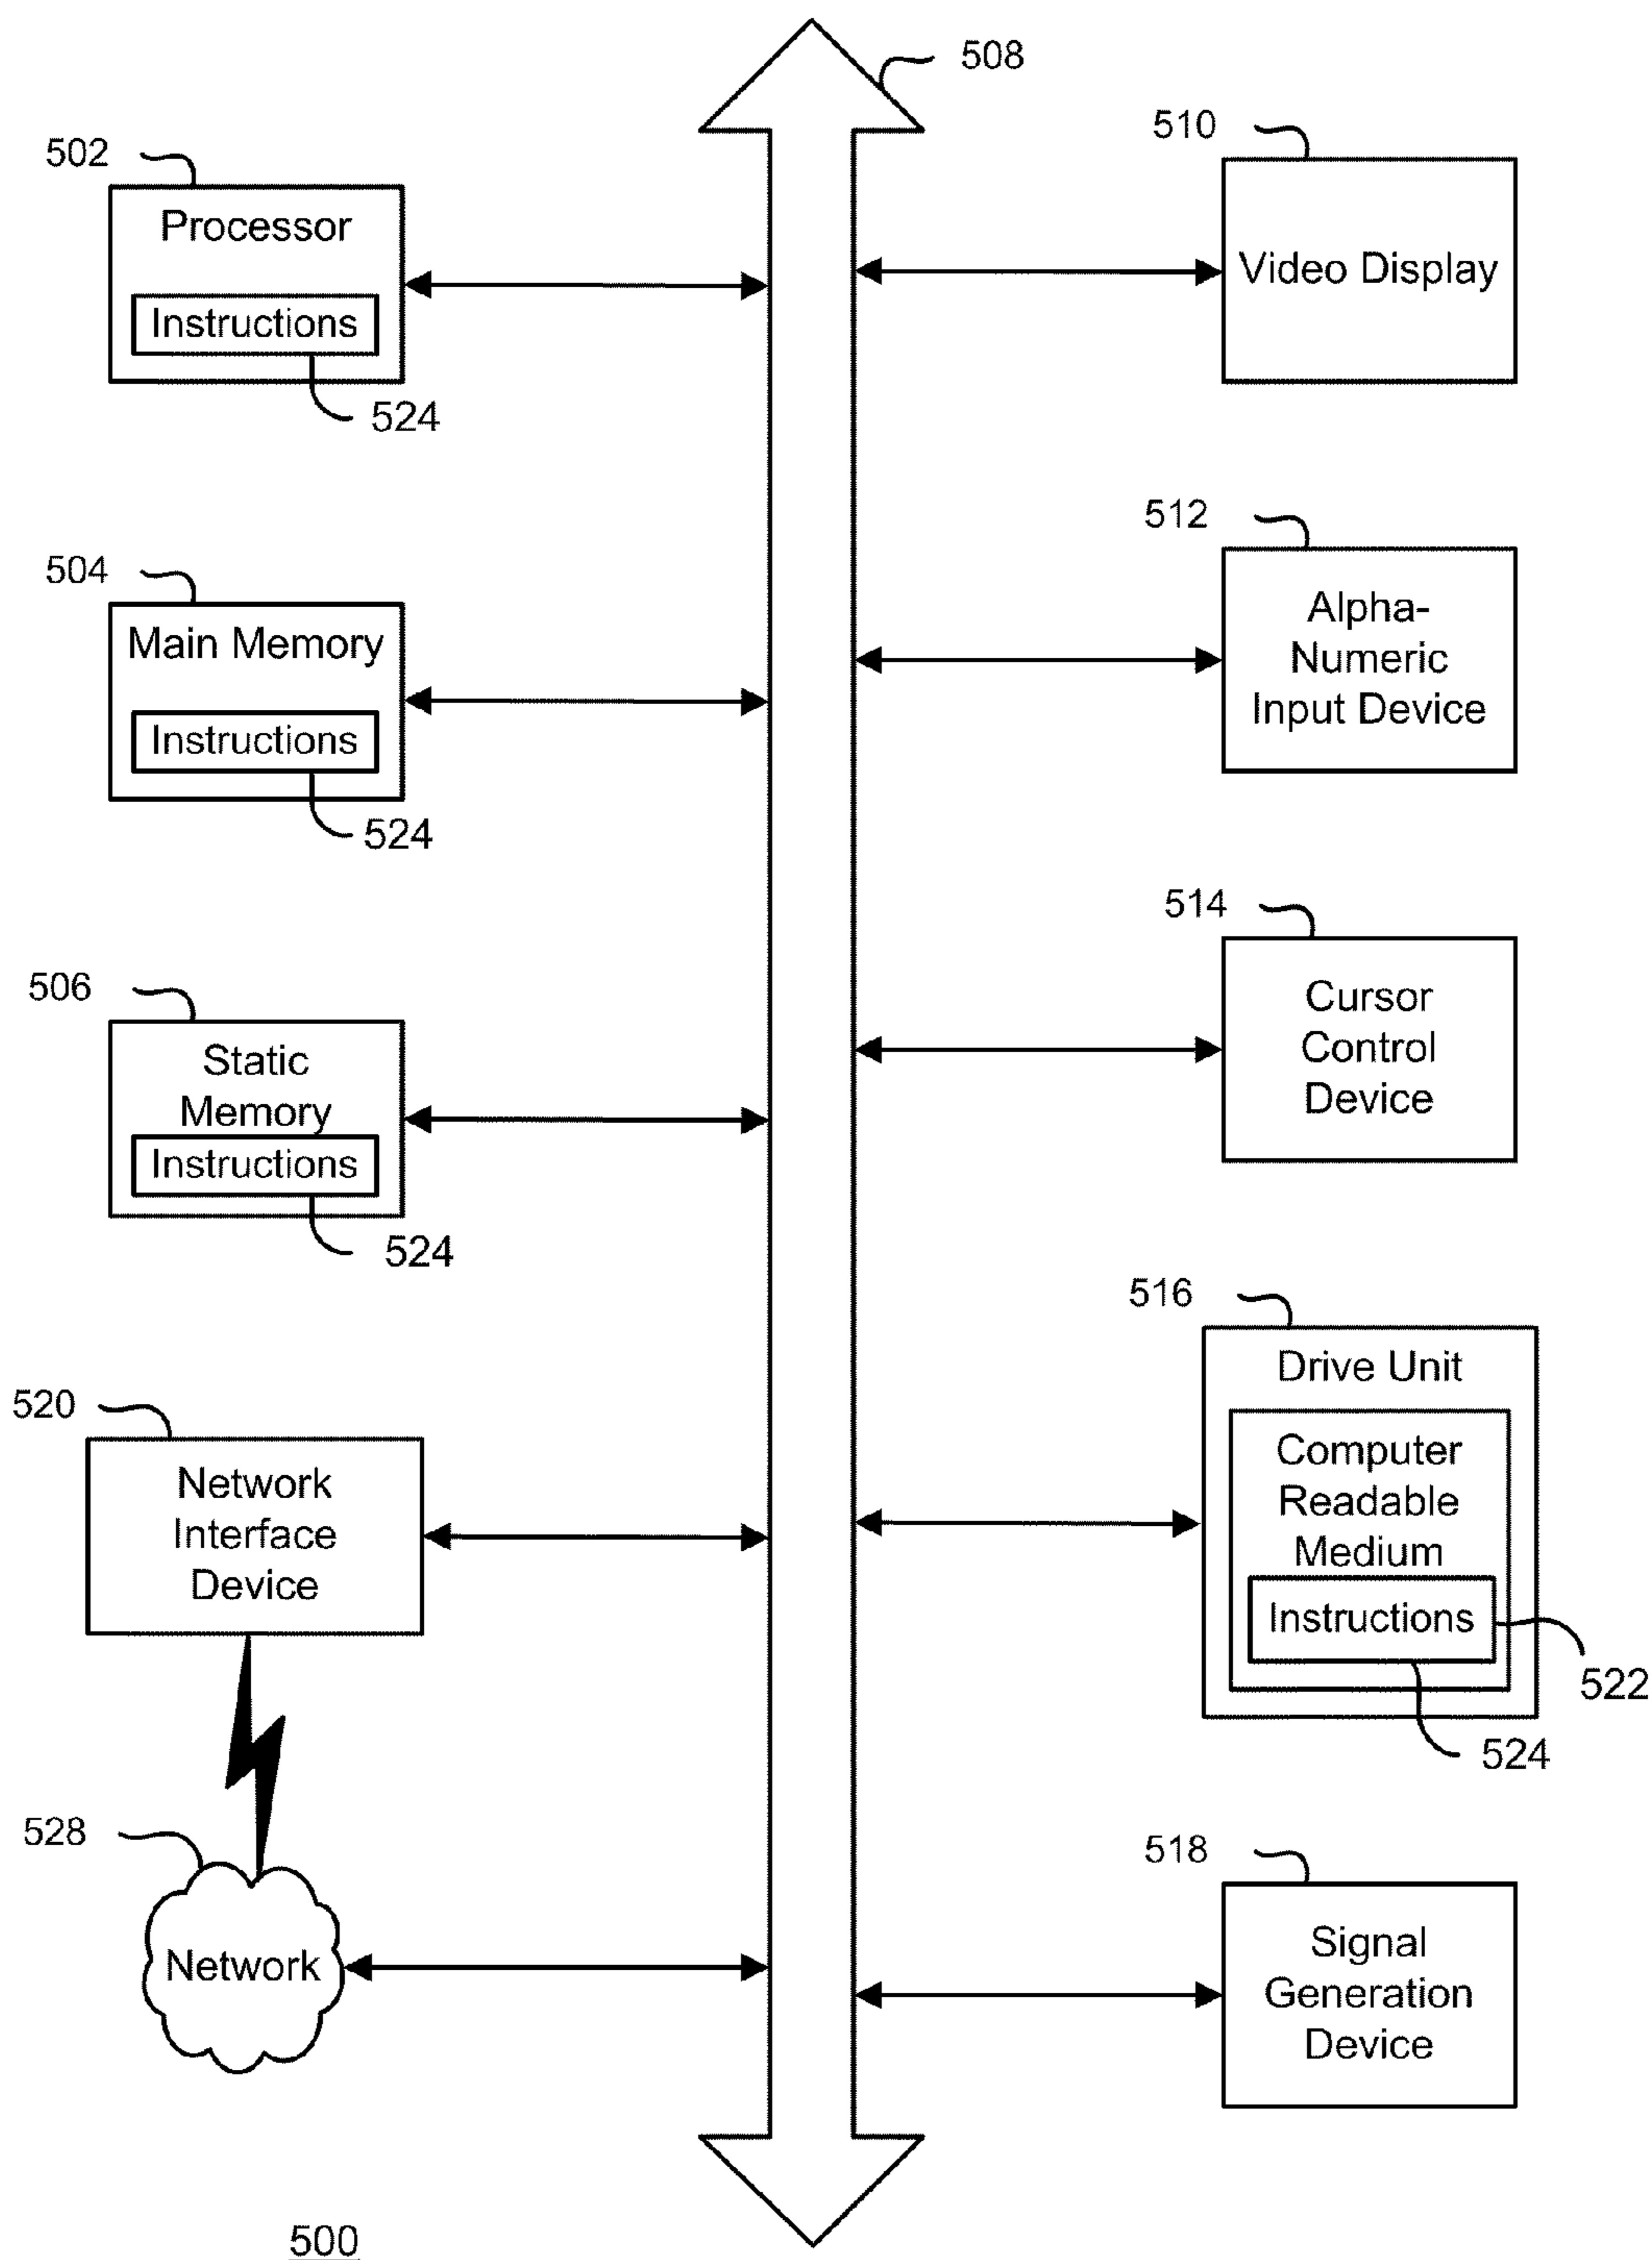 508
502
Processor
Instructions
524
504
Main Memory
Instructions
524
506
Static
Memory
Instructions
524
520
Network
Interface
Device
528
Network
510
Video Display
512
Alpha-
Numeric
Input Device
514
Cursor
Control
Device
516
Drive Unit
Computer
Readable
Medium
Instructions
522
524
518
Signal
Generation
Device
500